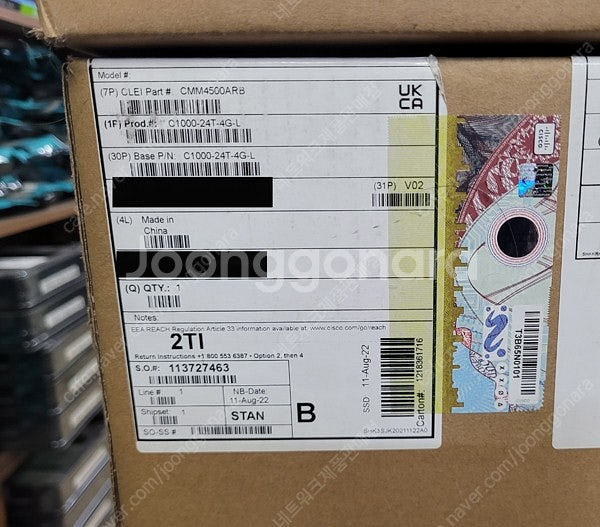 Model #:
(7P) CLEI Part #: CMM4500ARB
UK
CA
(1P) Prod.#: C1000-24T-4G-L
(30P) Base P/N: C1000-24T-4G-L
(31P) V02
(4L) Made in
China
Joonggonara
(Q) QTY.: 1
Notes:
EEA REACH Regulation Article 33 information available at: www.cisco.com/go/reach
2TI
Return Instructions +1 800 553 6387 • Option 2, then 4
S.O#: 113727463
Line #: 1
NB-Date:
11-Aug-22
Shipset: 1
STAN
SO-SS #
B
SSD 11-Aug-22
Carton#: 1218361716
CISCO
T3B65N0101